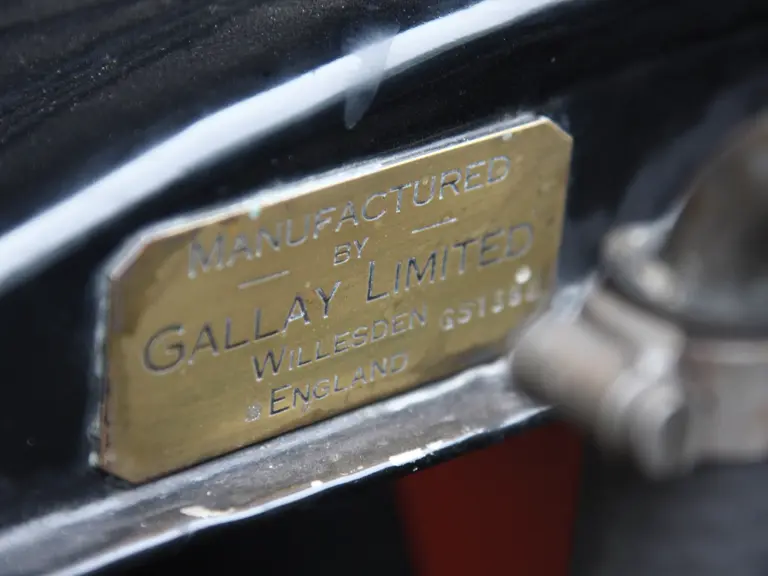 MANUFACTURED
BY
GALLAY LIMITED
WILLESDEN
ENGLAND